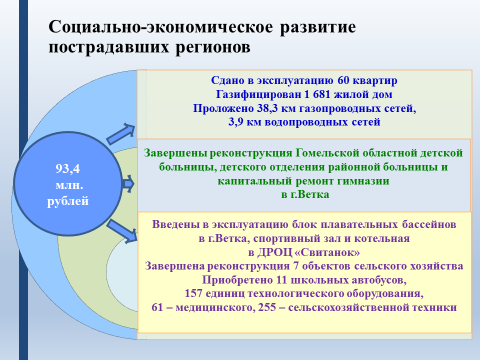 Социально-экономическое развитие
пострадавших регионов
93,4
млн.
рублей
Сдано в эксплуатацию 60 квартир
Газифицирован 1 681 жилой дом
Проложено 38,3 км газопроводных сетей,
3,9 км водопроводных сетей
Завершены реконструкция Гомельской областной детской
больницы, детского отделения районной больницы и
капитальный ремонт гимназии
в г.Ветка
Введены в эксплуатацию блок плавательных бассейнов
в г.Ветка, спортивный зал и котельная
в ДРОЦ «Свитанок»
Завершена реконструкция 7 объектов сельского хозяйства
Приобретено 11 школьных автобусов,
157 единиц технологического оборудования,
61 – медицинского, 255 – сельскохозяйственной техники